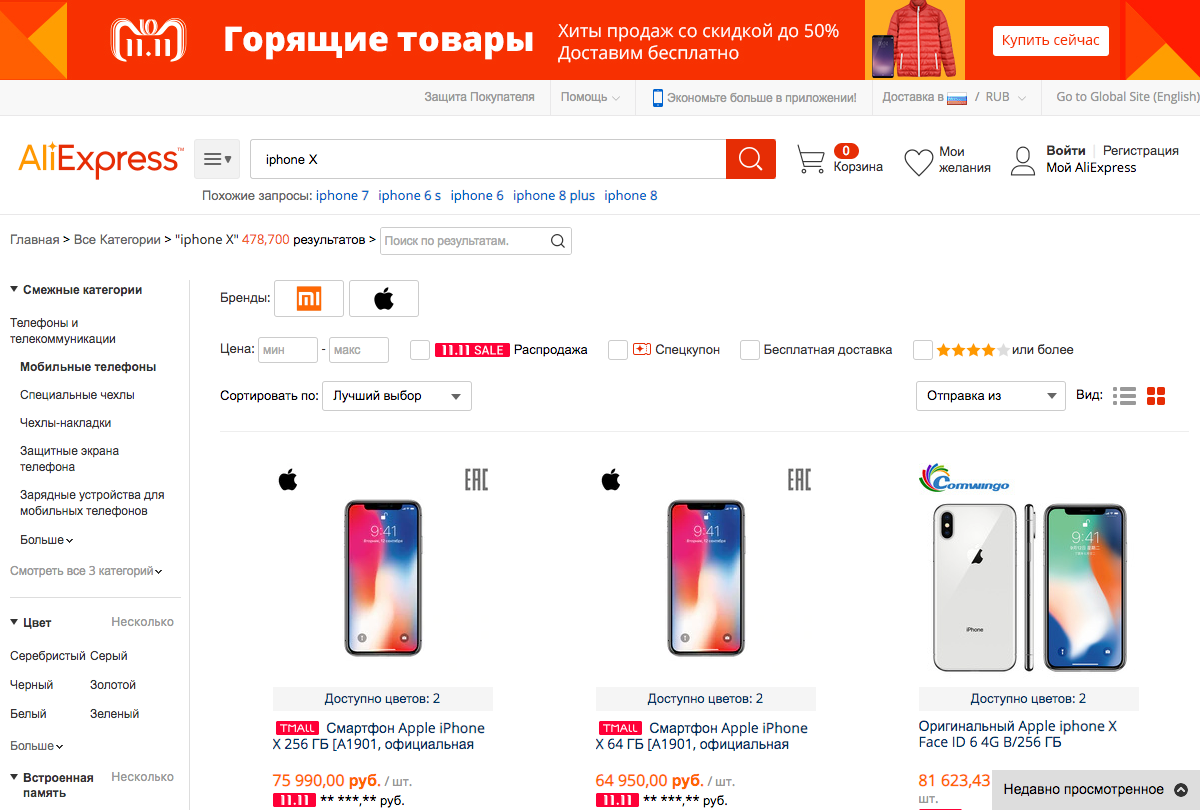 11.11
Горящие товары
Хиты продаж со скидкой до 50%
Доставим бесплатно
Купить сейчас
Защита Покупателя
Помощь
Экономьте больше в приложении!
Доставка в / RUB
Go to Global Site (English)
AliExpress™
iphone X
0
Корзина
Мои
желания
Войти | Регистрация
Мой AliExpress
Похожие запросы: iphone 7 iphone 6 s iphone 6 iphone 8 plus iphone 8
Главная > Все Категории > "iphone X" 478,700 результатов > Поиск по результатам.
Смежные категории
Телефоны и
телекоммуникации
Мобильные телефоны
Специальные чехлы
Чехлы-накладки
Защитные экрана
телефона
Зарядные устройства для
мобильных телефонов
Больше
Смотреть все 3 категорий
Цвет Несколько
Серебристый Серый
Черный Золотой
Белый Зеленый
Больше
Встроенная Несколько
память
Бренды: mi
Цена: мин - макс 11.11 SALE Распродажа Спецкупон Бесплатная доставка или более
Сортировать по: Лучший выбор Отправка из Вид:
EAC
9:41
Доступно цветов: 2
TMALL Смартфон Apple iPhone
X 256 ГБ [A1901, официальная
75 990,00 руб. / шт.
11.11 ** ***,** руб.
EAC
9:41
Доступно цветов: 2
TMALL Смартфон Apple iPhone
X 64 ГБ [A1901, официальная
64 950,00 руб. / шт.
11.11 ** ***,** руб.
Comwingo
iPhone
9:41
Доступно цветов: 2
Оригинальный Apple iphone X
Face ID 6 4G В/256 ГБ
81 623,43
шт.
Недавно просмотренное